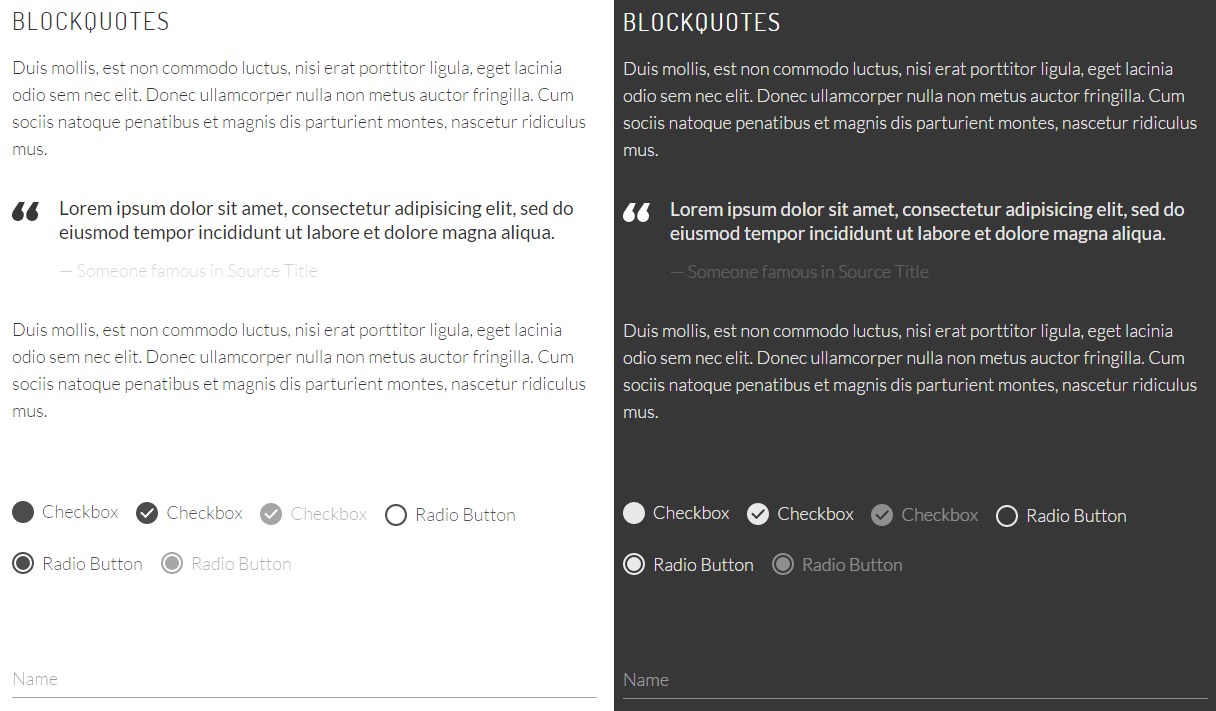 BLOCKQUOTES
Duis mollis, est non commodo luctus, nisi erat porttitor ligula, eget lacinia
odio sem nec elit. Donec ullamcorper nulla non metus auctor fringilla. Cum
sociis natoque penatibus et magnis dis parturient montes, nascetur ridiculus
mus.
“ Lorem ipsum dolor sit amet, consectetur adipisicing elit, sed do
eiusmod tempor incididunt ut labore et dolore magna aliqua.
— Someone famous in Source Title
Duis mollis, est non commodo luctus, nisi erat porttitor ligula, eget lacinia
odio sem nec elit. Donec ullamcorper nulla non metus auctor fringilla. Cum
sociis natoque penatibus et magnis dis parturient montes, nascetur ridiculus
mus.
Checkbox Checkbox Checkbox Radio Button
Radio Button Radio Button
Name
BLOCKQUOTES
Duis mollis, est non commodo luctus, nisi erat porttitor ligula, eget lacinia
odio sem nec elit. Donec ullamcorper nulla non metus auctor fringilla. Cum
sociis natoque penatibus et magnis dis parturient montes, nascetur ridiculus
mus.
“ Lorem ipsum dolor sit amet, consectetur adipisicing elit, sed do
eiusmod tempor incididunt ut labore et dolore magna aliqua.
— Someone famous in Source Title
Duis mollis, est non commodo luctus, nisi erat porttitor ligula, eget lacinia
odio sem nec elit. Donec ullamcorper nulla non metus auctor fringilla. Cum
sociis natoque penatibus et magnis dis parturient montes, nascetur ridiculus
mus.
Checkbox Checkbox Checkbox Radio Button
Radio Button Radio Button
Name